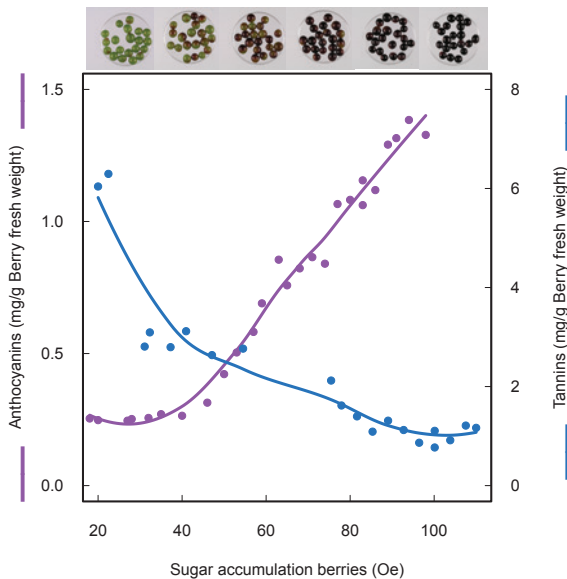 1.5
1.0
0.5
0.0
Anthocyanins (mg/g Berry fresh weight)
8
6
4
2
0
Tannins (mg/g Berry fresh weight)
20 40 60 80 100
Sugar accumulation berries (Oe)